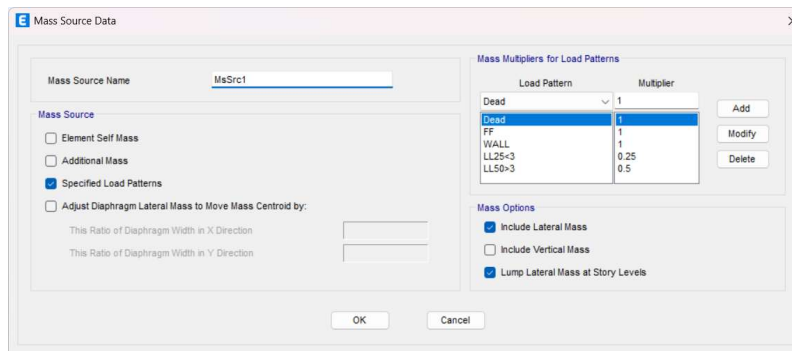 E Mass Source Data
Mass Source Name MsSrc1
Mass Source
Element Self Mass
Additional Mass
Specified Load Patterns
Adjust Diaphragm Lateral Mass to Move Mass Centroid by:
This Ratio of Diaphragm Width in X Direction
This Ratio of Diaphragm Width in Y Direction
Mass Multipliers for Load Patterns
Load Pattern Multiplier
Dead 1 Add
Dead 1
FF 1 Modify
WALL 1
LL25<3 0.25 Delete
LL50>3 0.5
Mass Options
Include Lateral Mass
Include Vertical Mass
Lump Lateral Mass at Story Levels
OK Cancel